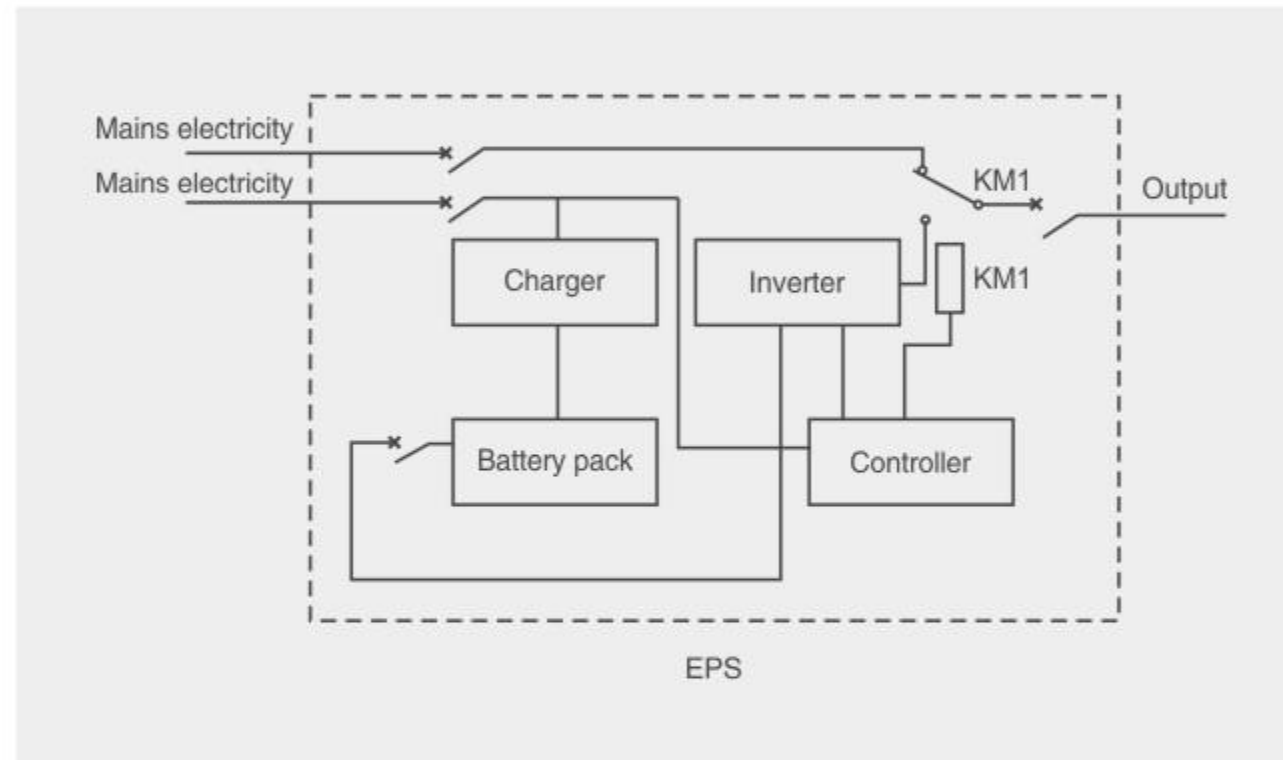 Mains electricity
Mains electricity
KM1
Output
Charger
Inverter
KM1
Battery pack
Controller
EPS